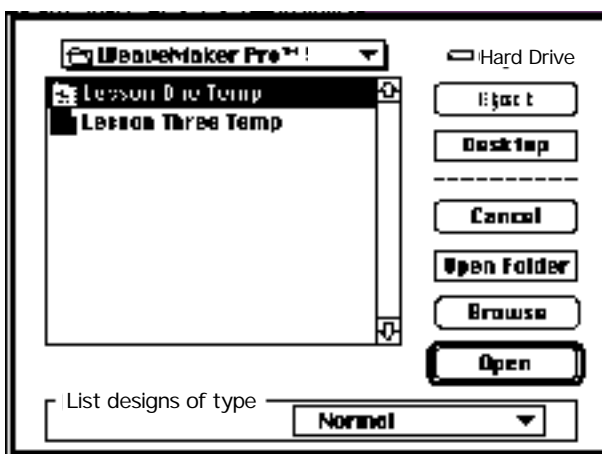 WeaveMaker Pro™
Hard Drive
Lesson One Temp
Lesson Three Temp
Eject
Desktop
Cancel
Open Folder
Browse
Open
List designs of type
Normal